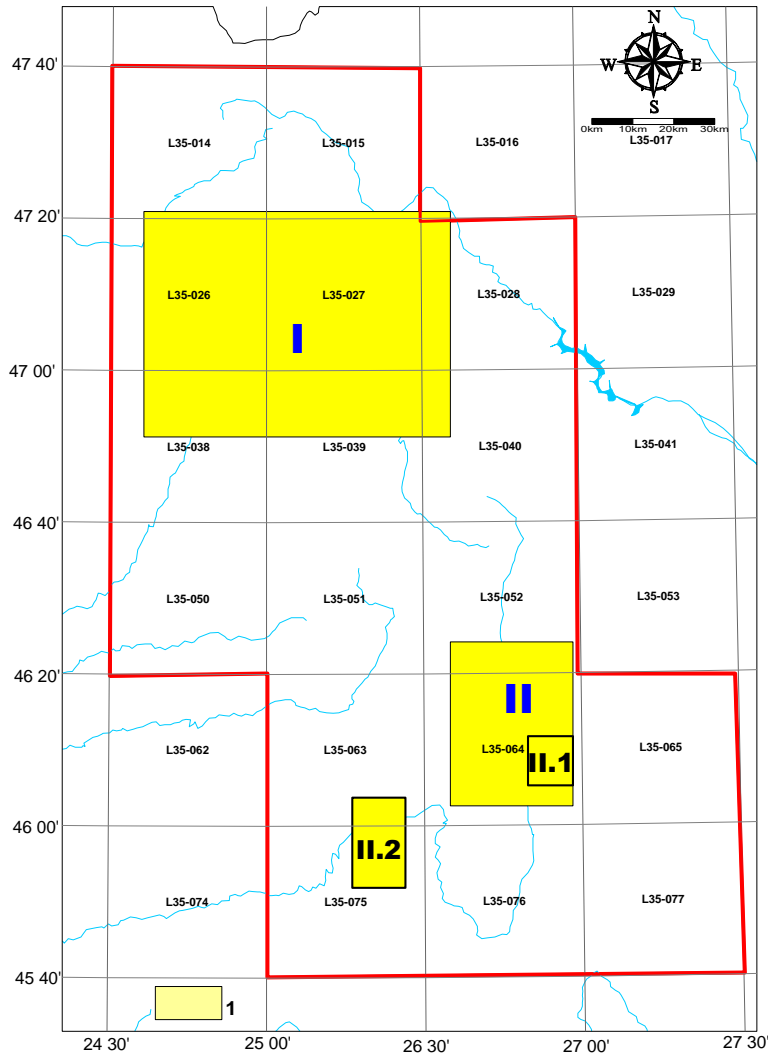 N
47 40'
W E
S
0km 10km 20km 30km
L35-014 L35-015 L35-016 L35-017
47 20'
L35-026 L35-027 L35-028 L35-029
I
47 00'
L35-038 L35-039 L35-040 L35-041
46 40'
L35-050 L35-051 L35-052 L35-053
46 20'
II
L35-062 L35-063 L35-064 L35-065
II.1
46 00'
II.2
L35-074 L35-075 L35-076 L35-077
45 40'
1
24 30' 25 00' 26 30' 27 00' 27 30'